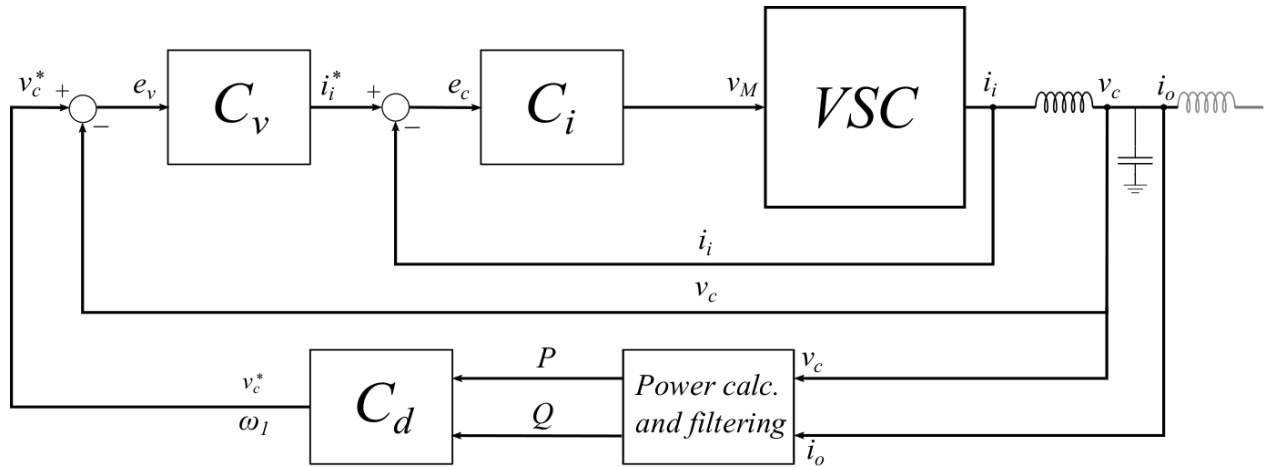 v_c^*
+
−
e_v
C_v
i_i^*
+
−
e_c
C_i
v_M
VSC
i_i
v_c
i_o
i_i
v_c
v_c^*
ω_1
C_d
P
Q
Power calc.
and filtering
v_c
i_o